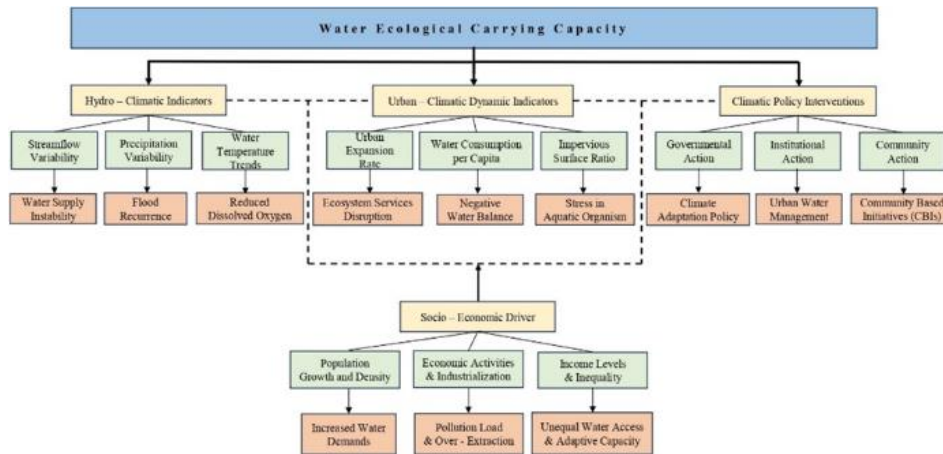 Water Ecological Carrying Capacity
Hydro – Climatic Indicators
Urban – Climatic Dynamic Indicators
Climatic Policy Interventions
Streamflow
Variability
Precipitation
Variability
Water
Temperature
Trends
Urban
Expansion
Rate
Water Consumption
per Capita
Impervious
Surface Ratio
Governmental
Action
Institutional
Action
Community
Action
Water Supply
Instability
Flood
Recurrence
Reduced
Dissolved Oxygen
Ecosystem Services
Disruption
Negative
Water Balance
Stress in
Aquatic Organism
Climate
Adaptation Policy
Urban Water
Management
Community Based
Initiatives (CBIs)
Socio – Economic Driver
Population
Growth and Density
Economic Activities
& Industrialization
Income Levels
& Inequality
Increased Water
Demands
Pollution Load
& Over - Extraction
Unequal Water Access
& Adaptive Capacity